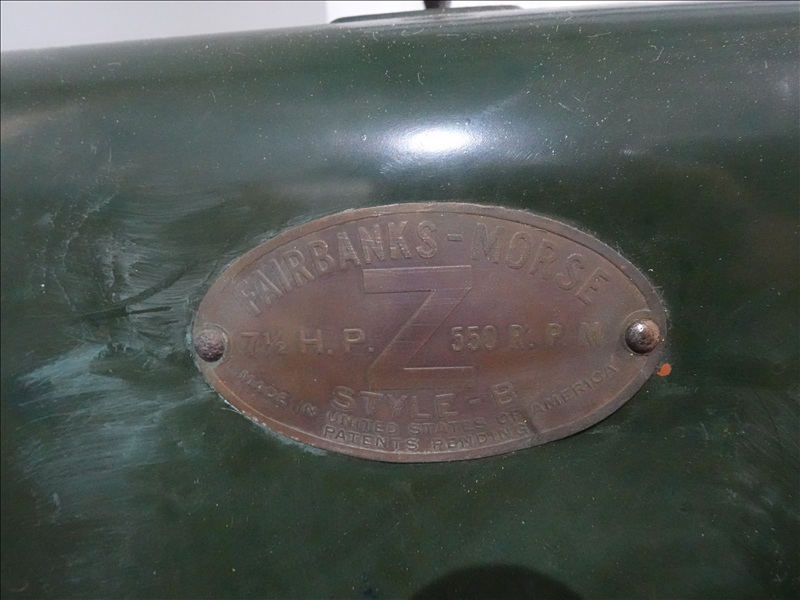 FAIRBANKS-MORSE
7½ H.P. Z 550 R.P.M.
STYLE-B
MADE IN UNITED STATES OF AMERICA
PATENTS PENDING